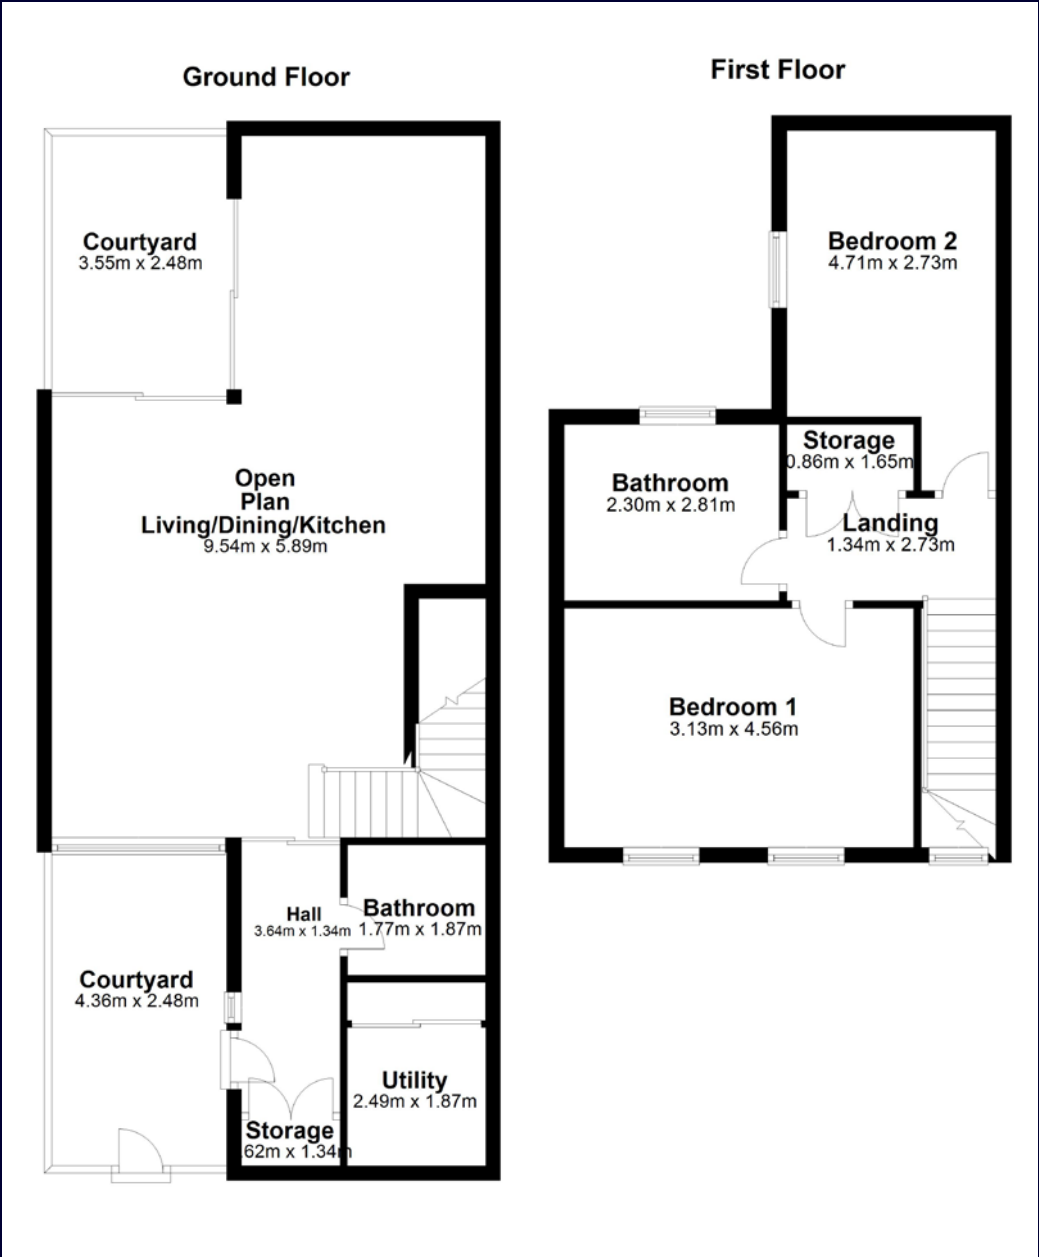 Ground Floor
Courtyard
3.55m x 2.48m
Open
Plan
Living/Dining/Kitchen
9.54m x 5.89m
Hall
3.64m x 1.34m
Bathroom
1.77m x 1.87m
Courtyard
4.36m x 2.48m
Utility
2.49m x 1.87m
Storage
.62m x 1.34m
First Floor
Bedroom 2
4.71m x 2.73m
Storage
0.86m x 1.65m
Bathroom
2.30m x 2.81m
Landing
1.34m x 2.73m
Bedroom 1
3.13m x 4.56m